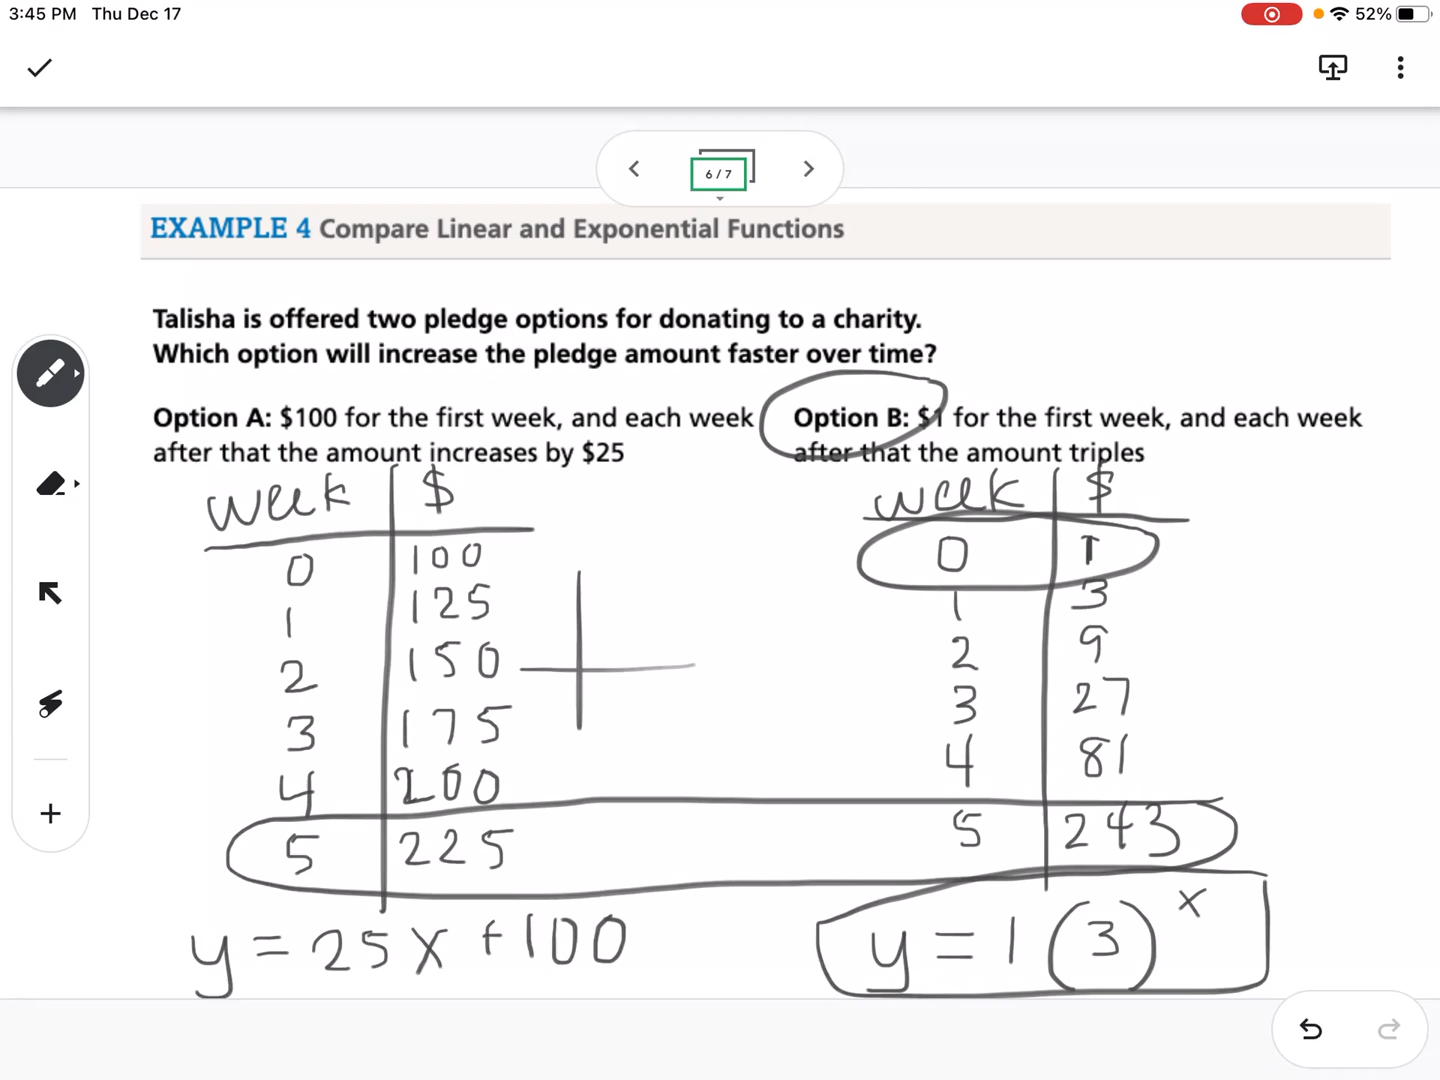 3:45 PM Thu Dec 17 52%
6 / 7
EXAMPLE 4 Compare Linear and Exponential Functions
Talisha is offered two pledge options for donating to a charity.
Which option will increase the pledge amount faster over time?
Option A: $100 for the first week, and each week
after that the amount increases by $25
Option B: $1 for the first week, and each week
after that the amount triples
week $
0 100
1 125
2 150
3 175
4 200
5 225
y = 25x + 100
week $
0 1
1 3
2 9
3 27
4 81
5 243
y = 1(3)^x